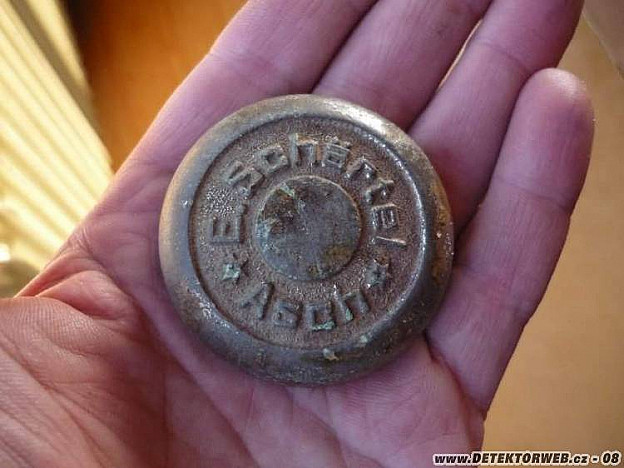 E. Schärtel
★ Asch ★
www.DETEKTORWEB.cz - 08